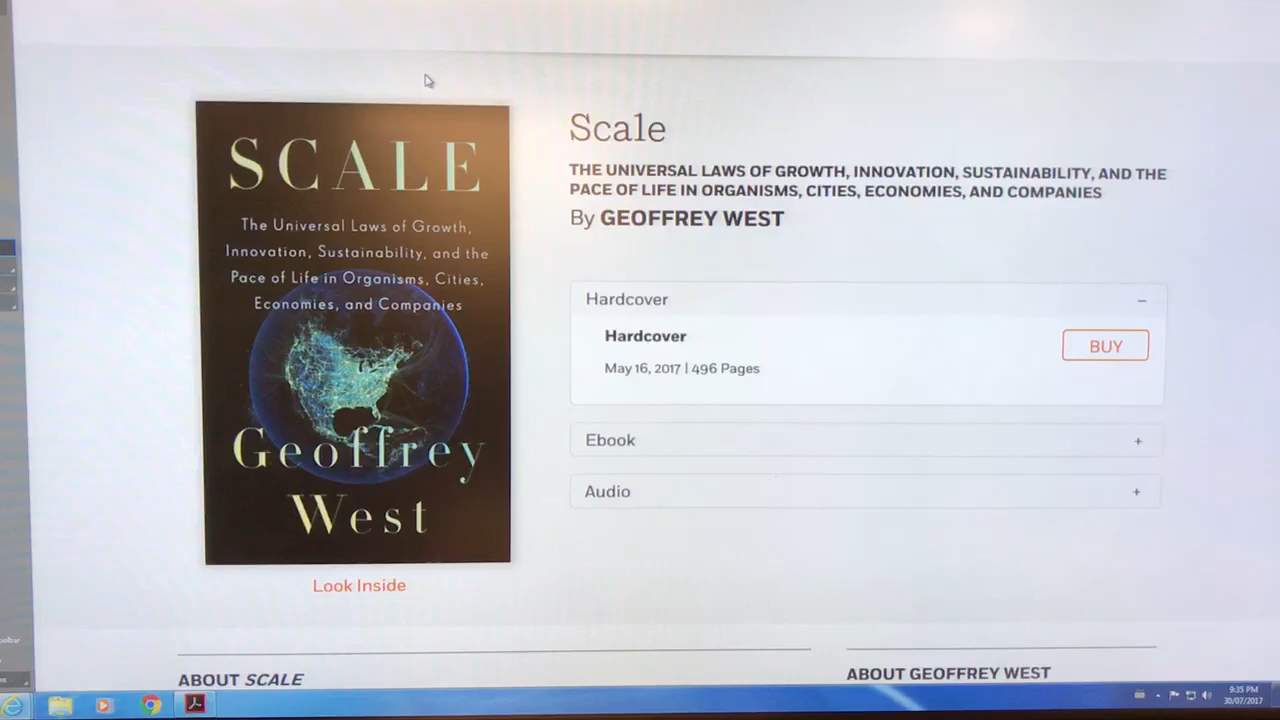 SCALE
The Universal Laws of Growth,
Innovation, Sustainability, and the
Pace of Life in Organisms, Cities,
Economies, and Companies
Geoffrey
West
Look Inside
Scale
THE UNIVERSAL LAWS OF GROWTH, INNOVATION, SUSTAINABILITY, AND THE
PACE OF LIFE IN ORGANISMS, CITIES, ECONOMIES, AND COMPANIES
By GEOFFREY WEST
Hardcover −
Hardcover
BUY
May 16, 2017 | 496 Pages
Ebook +
Audio +
ABOUT SCALE
ABOUT GEOFFREY WEST
9:35 PM
30/07/2017